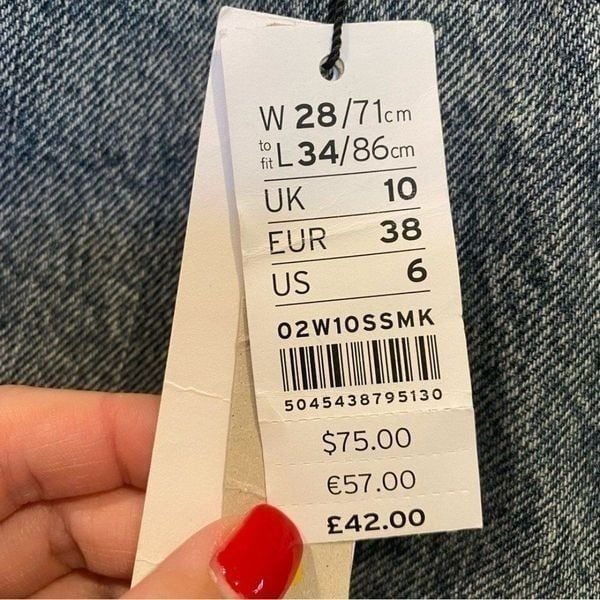 W 28/71cm
to fit L 34/86cm
UK 10
EUR 38
US 6
02W10SSMK
5045438795130
$75.00
€57.00
£42.00